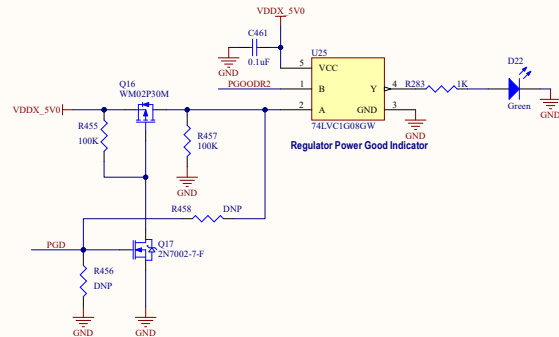 VDDX_5V0
C461
0.1uF
GND
U25
5
VCC
PGOODR2
1
B
Y
4
R283
1K
D22
Green
GND
2
A
GND
3
GND
74LVC1G08GW
Regulator Power Good Indicator
Q16
WM02P30M
VDDX_5V0
R455
100K
R457
100K
GND
R458
DNP
PGD
Q17
2N7002-7-F
R456
DNP
GND
GND